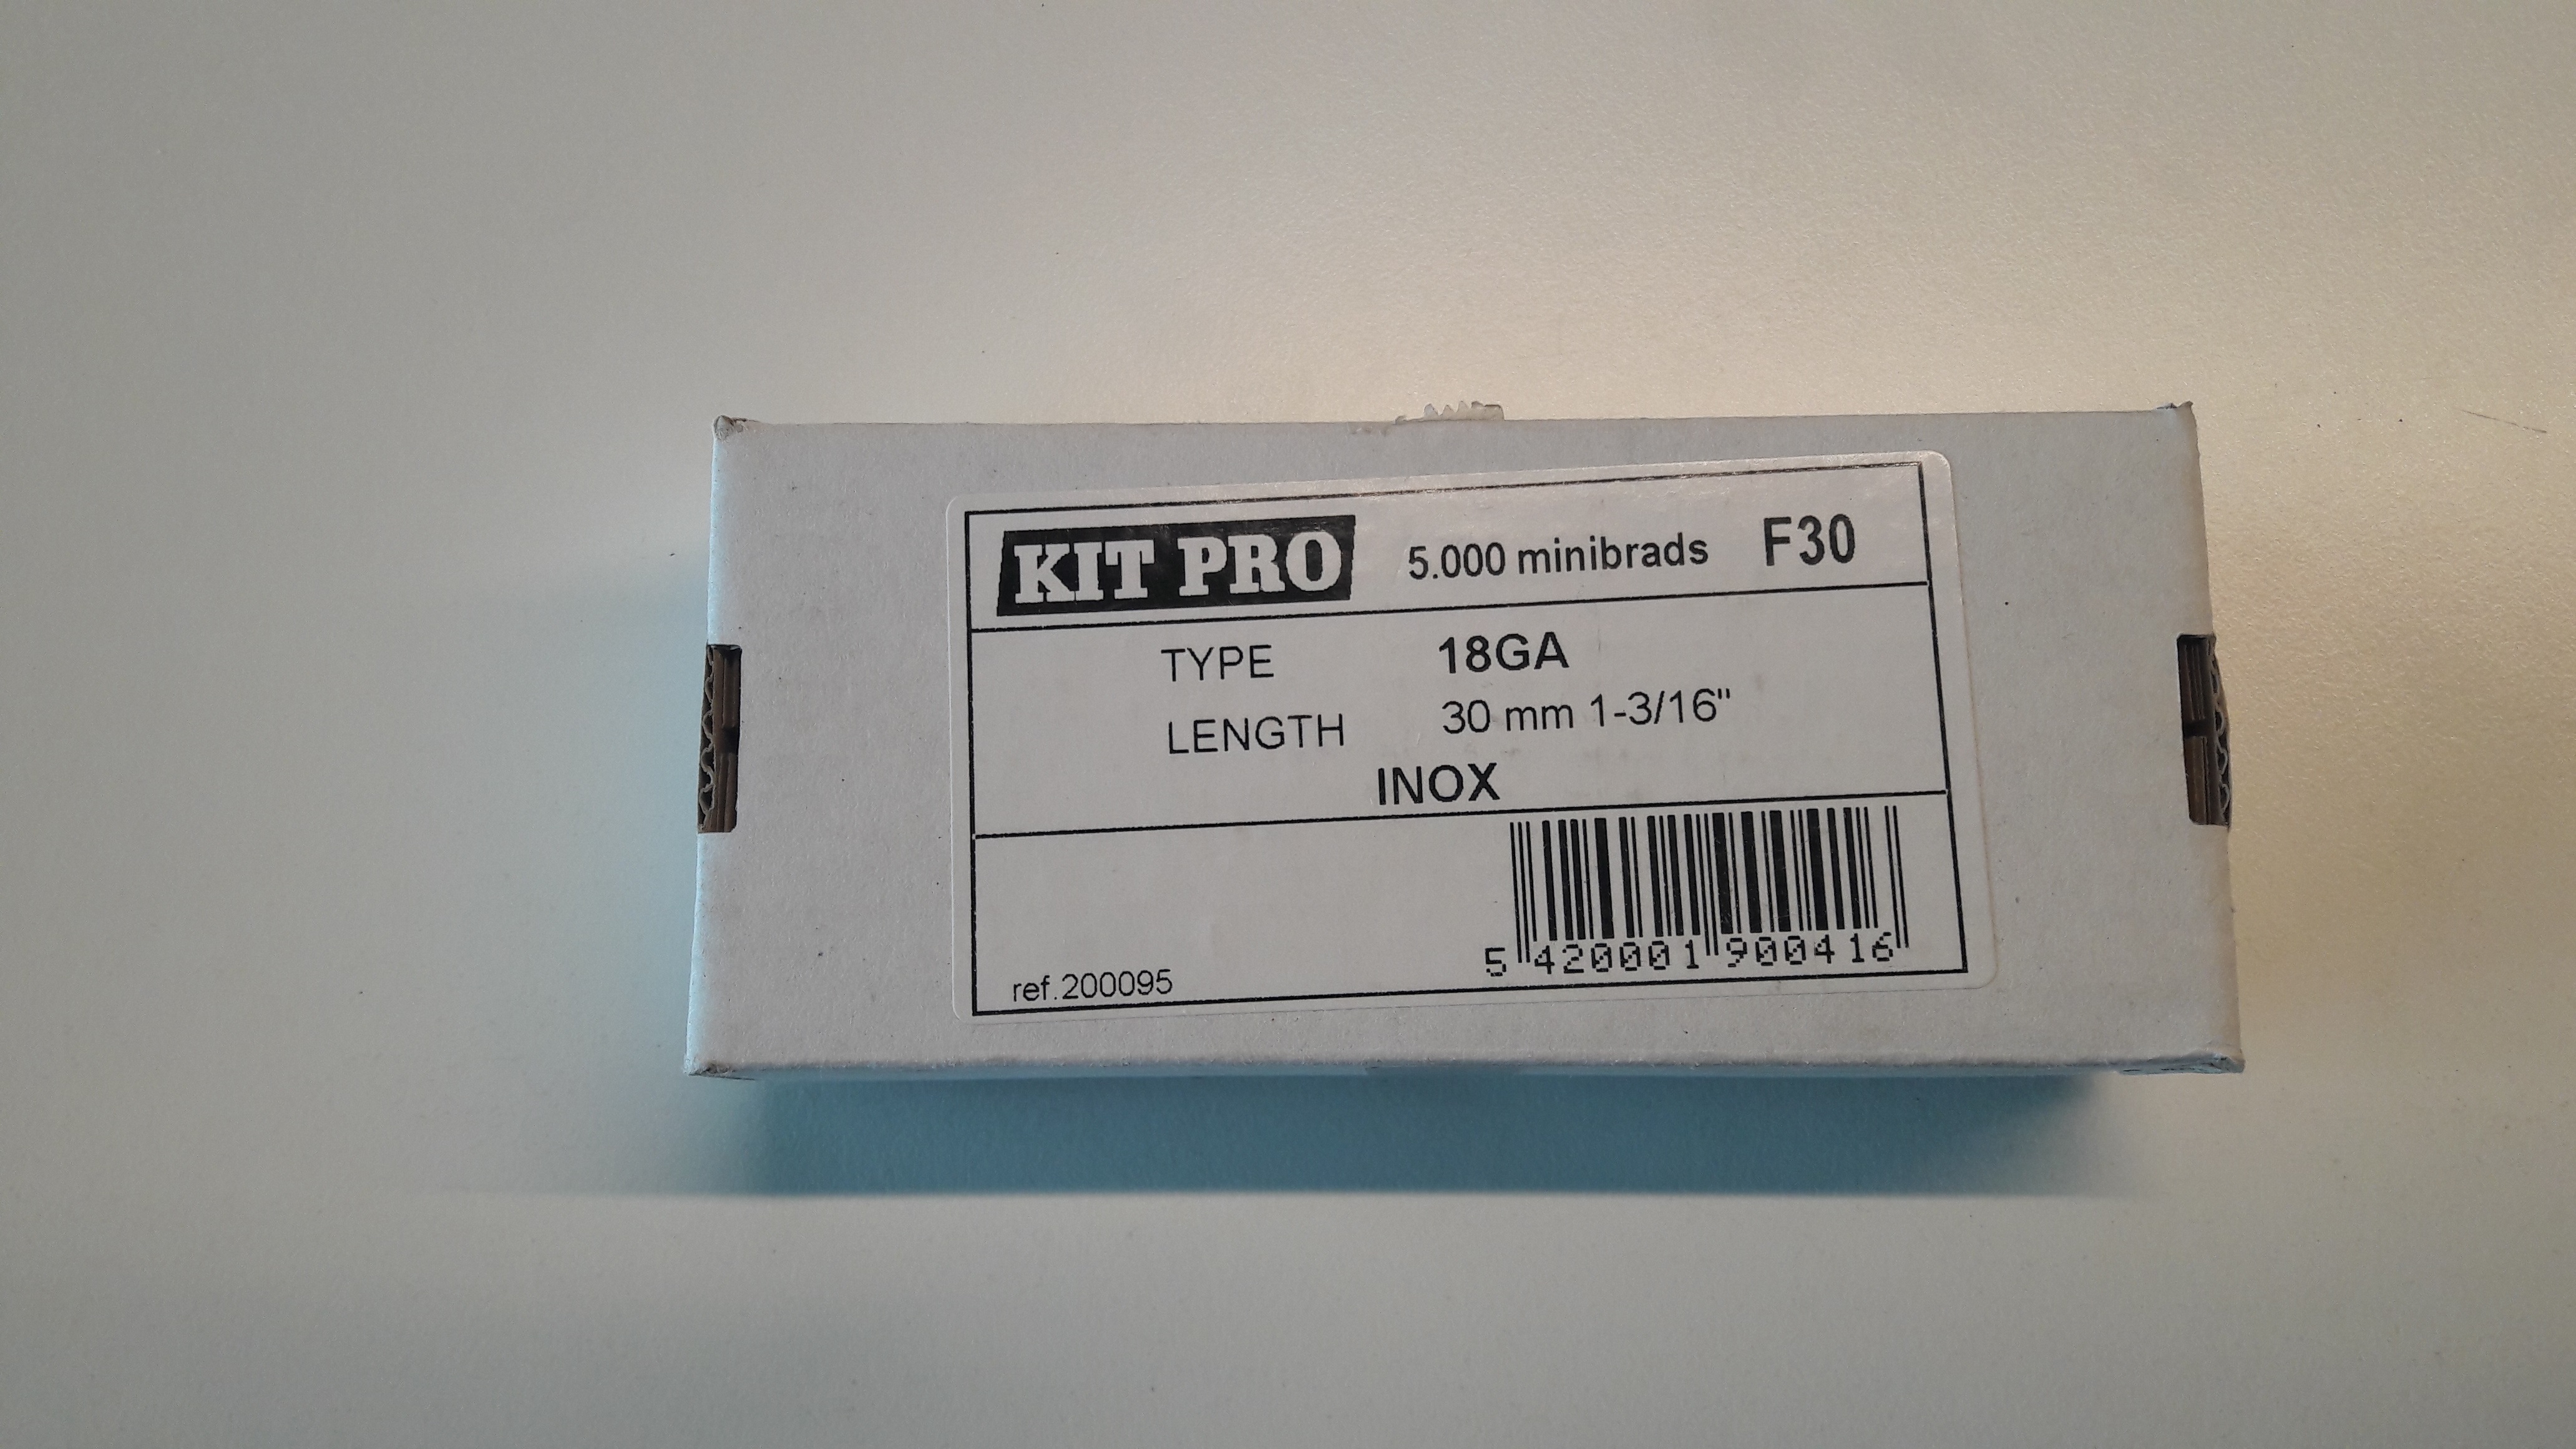 KIT PRO 5.000 minibrads F30
TYPE 18GA
LENGTH 30 mm 1-3/16"
INOX
5 420001 900416
ref.200095